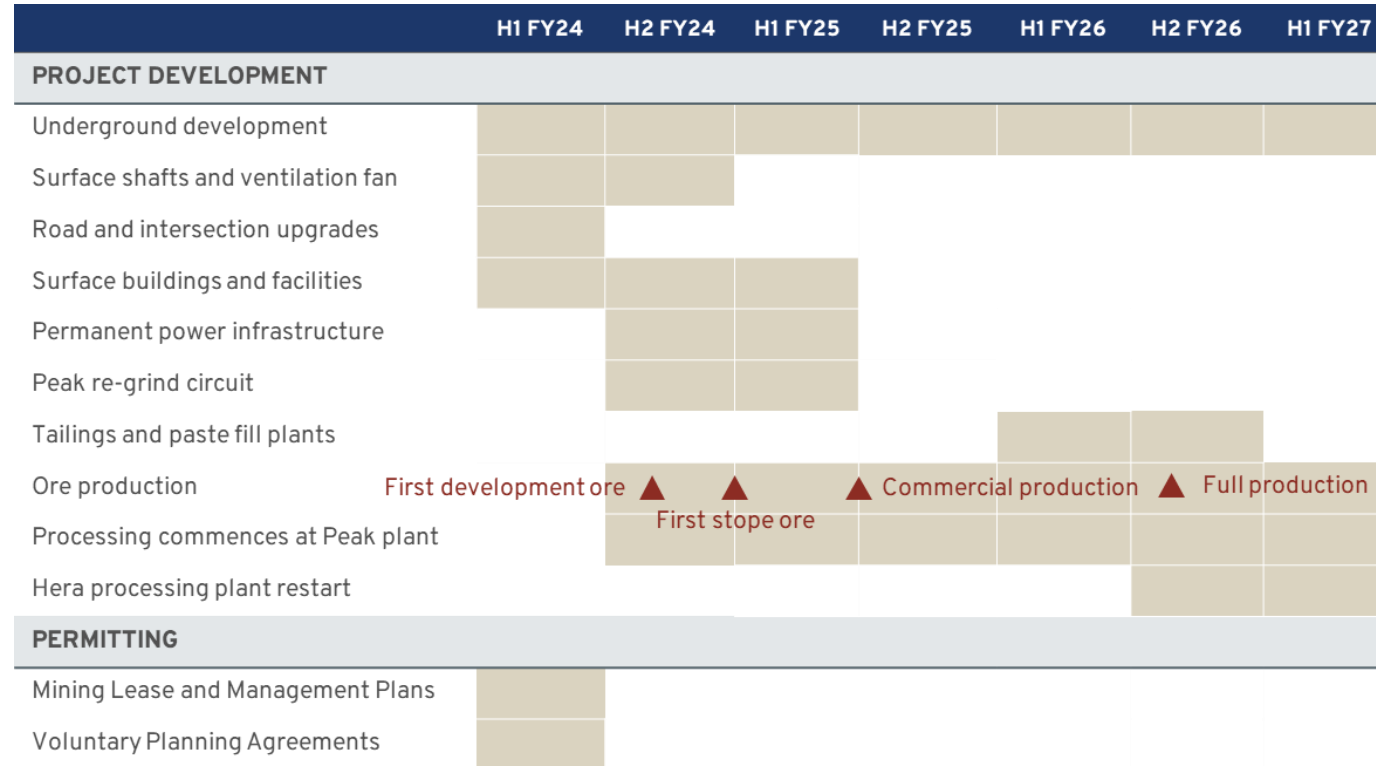 H1 FY24 H2 FY24 H1 FY25 H2 FY25 H1 FY26 H2 FY26 H1 FY27
PROJECT DEVELOPMENT
Underground development
Surface shafts and ventilation fan
Road and intersection upgrades
Surface buildings and facilities
Permanent power infrastructure
Peak re-grind circuit
Tailings and paste fill plants
Ore production First development ore Commercial production Full production
First stope ore
Processing commences at Peak plant
Hera processing plant restart
PERMITTING
Mining Lease and Management Plans
Voluntary Planning Agreements